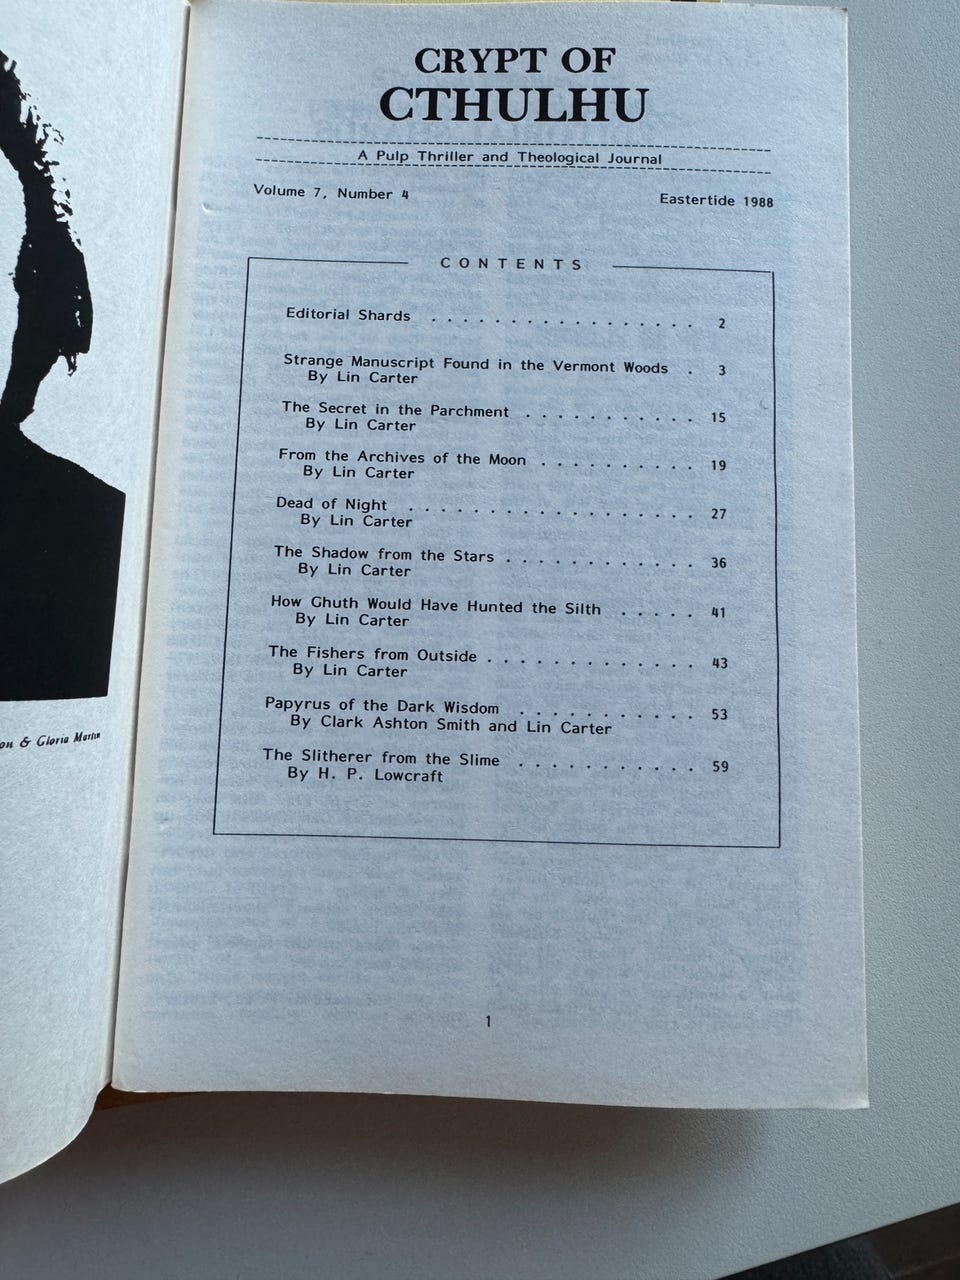 CRYPT OF
CTHULHU
A Pulp Thriller and Theological Journal
Volume 7, Number 4 Eastertide 1988
CONTENTS
Editorial Shards . . . . . . . . . . . . . . . . . 2
Strange Manuscript Found in the Vermont Woods . 3
By Lin Carter
The Secret in the Parchment . . . . . . . . . . . 15
By Lin Carter
From the Archives of the Moon . . . . . . . . . . 19
By Lin Carter
Dead of Night . . . . . . . . . . . . . . . . . 27
By Lin Carter
The Shadow from the Stars . . . . . . . . . . . . 36
By Lin Carter
How Ghuth Would Have Hunted the Silth . . . . . 41
By Lin Carter
The Fishers from Outside . . . . . . . . . . . . . 43
By Lin Carter
Papyrus of the Dark Wisdom . . . . . . . . . . . 53
By Clark Ashton Smith and Lin Carter
The Slitherer from the Slime . . . . . . . . . . . 59
By H. P. Lowcraft
& Gloria Martin
1